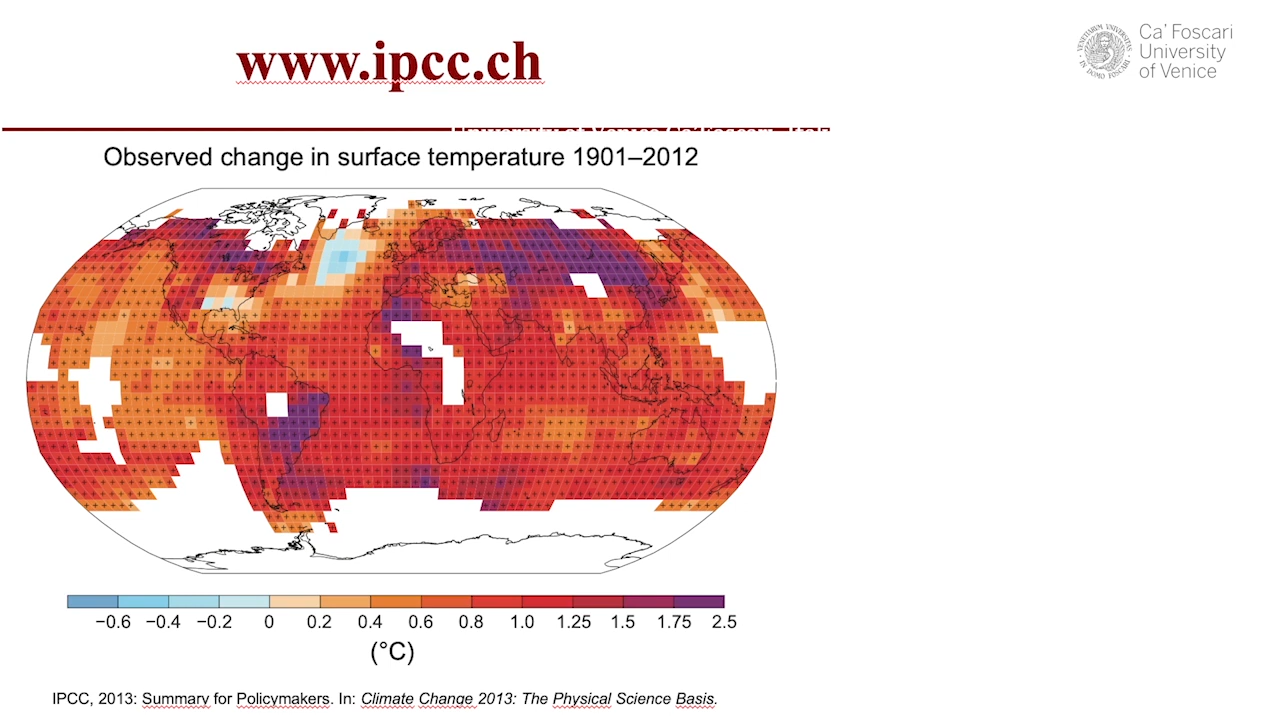 www.ipcc.ch
Ca' Foscari
University
of Venice
Observed change in surface temperature 1901–2012
−0.6 −0.4 −0.2 0 0.2 0.4 0.6 0.8 1.0 1.25 1.5 1.75 2.5
(°C)
IPCC, 2013: Summary for Policymakers. In: Climate Change 2013: The Physical Science Basis.